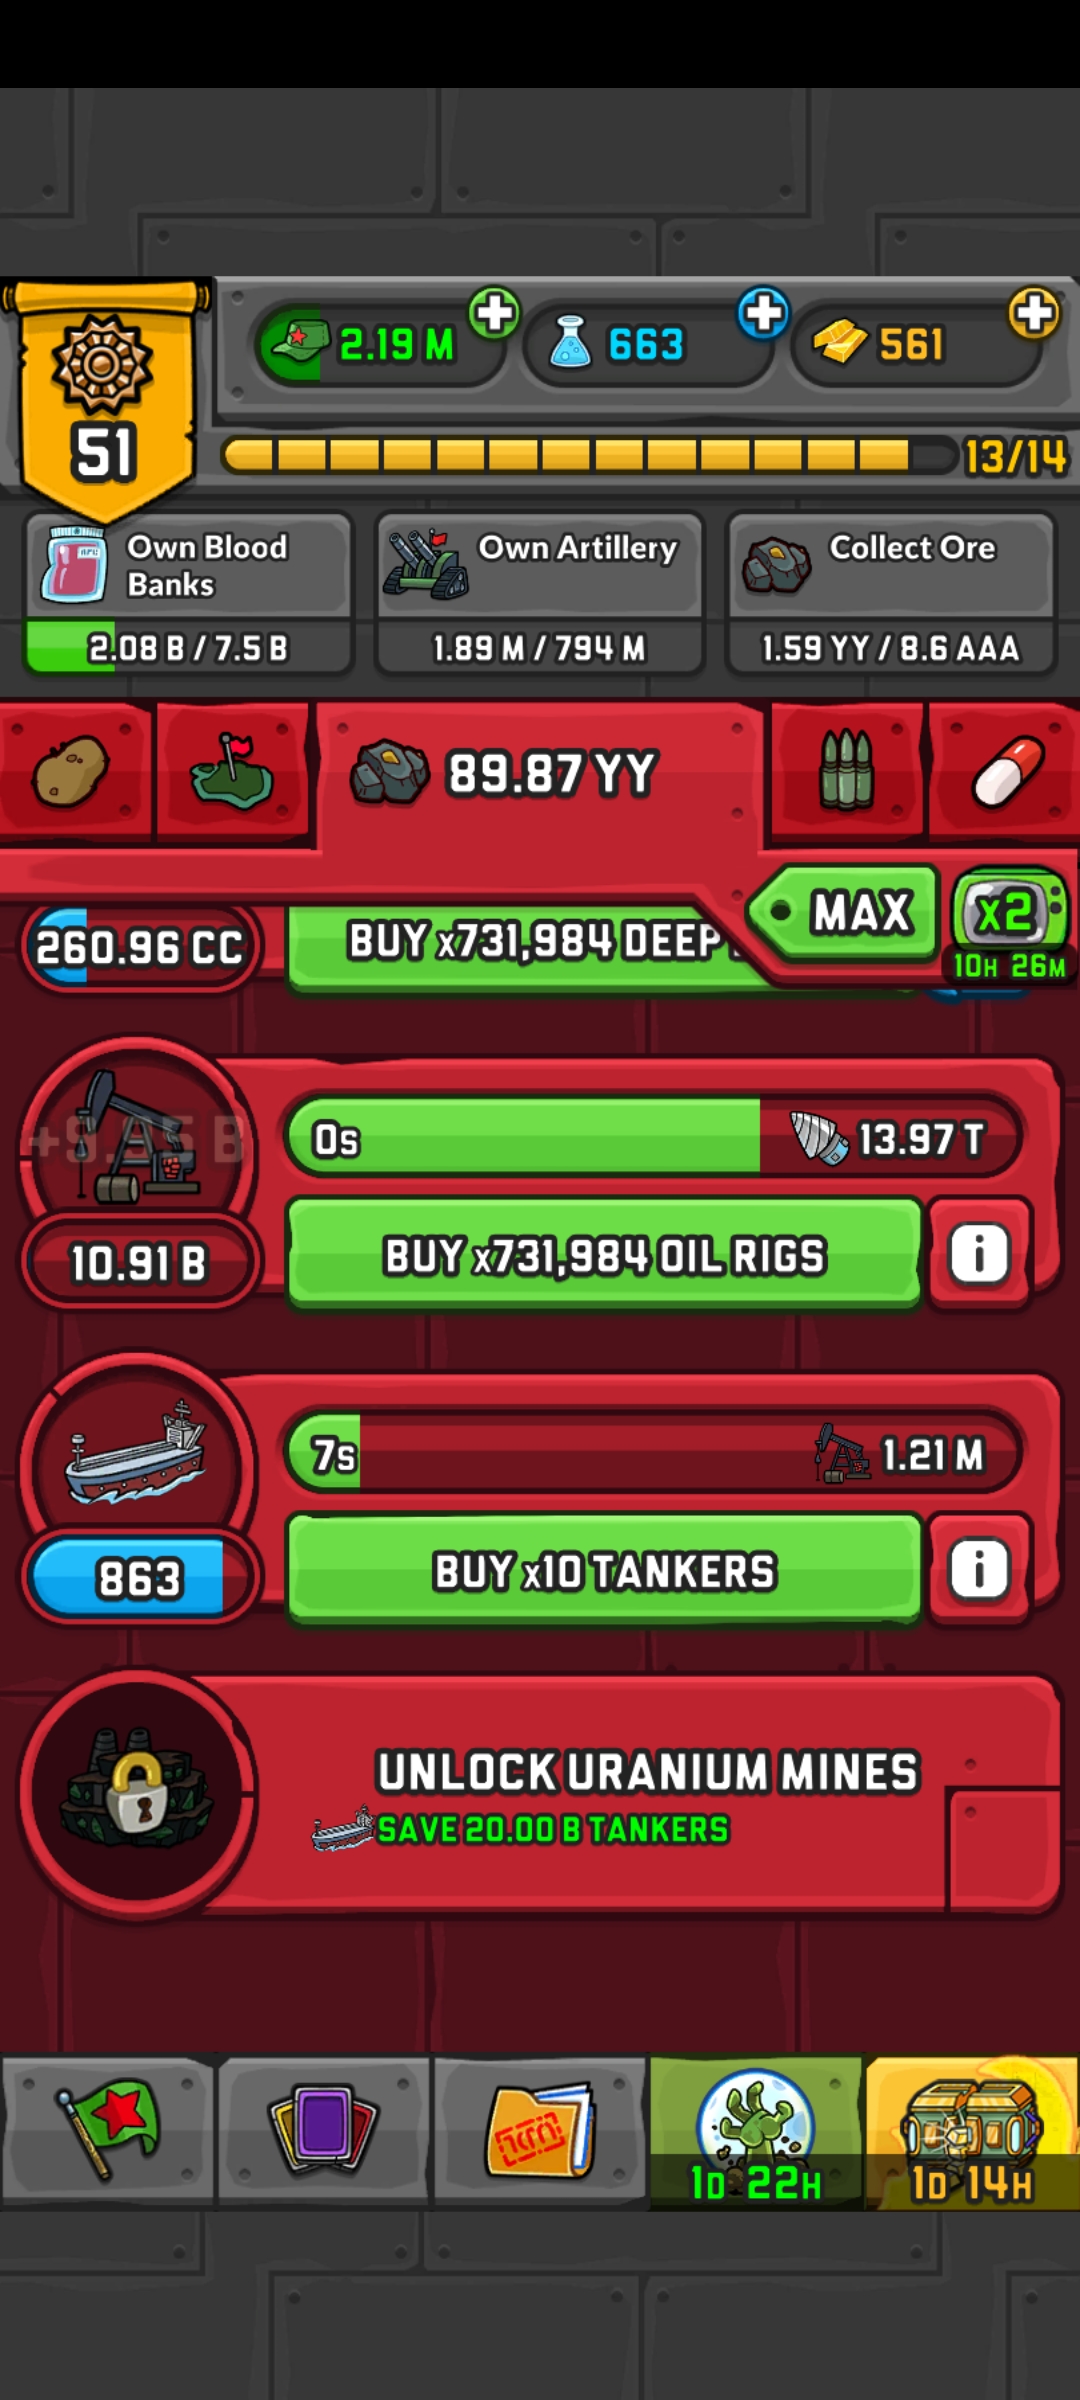 51
2.19 M
663
561
13/14
Own Blood
Banks
2.08 B / 7.5 B
Own Artillery
1.89 M / 794 M
Collect Ore
1.59 YY / 8.6 AAA
89.87 YY
MAX
x2
10H 26M
260.96 CC
BUY x731,984 DEEP
0s
13.97 T
10.91 B
BUY x731,984 OIL RIGS
i
7s
1.21 M
863
BUY x10 TANKERS
i
UNLOCK URANIUM MINES
SAVE 20.00 B TANKERS
1D 22H
1D 14H